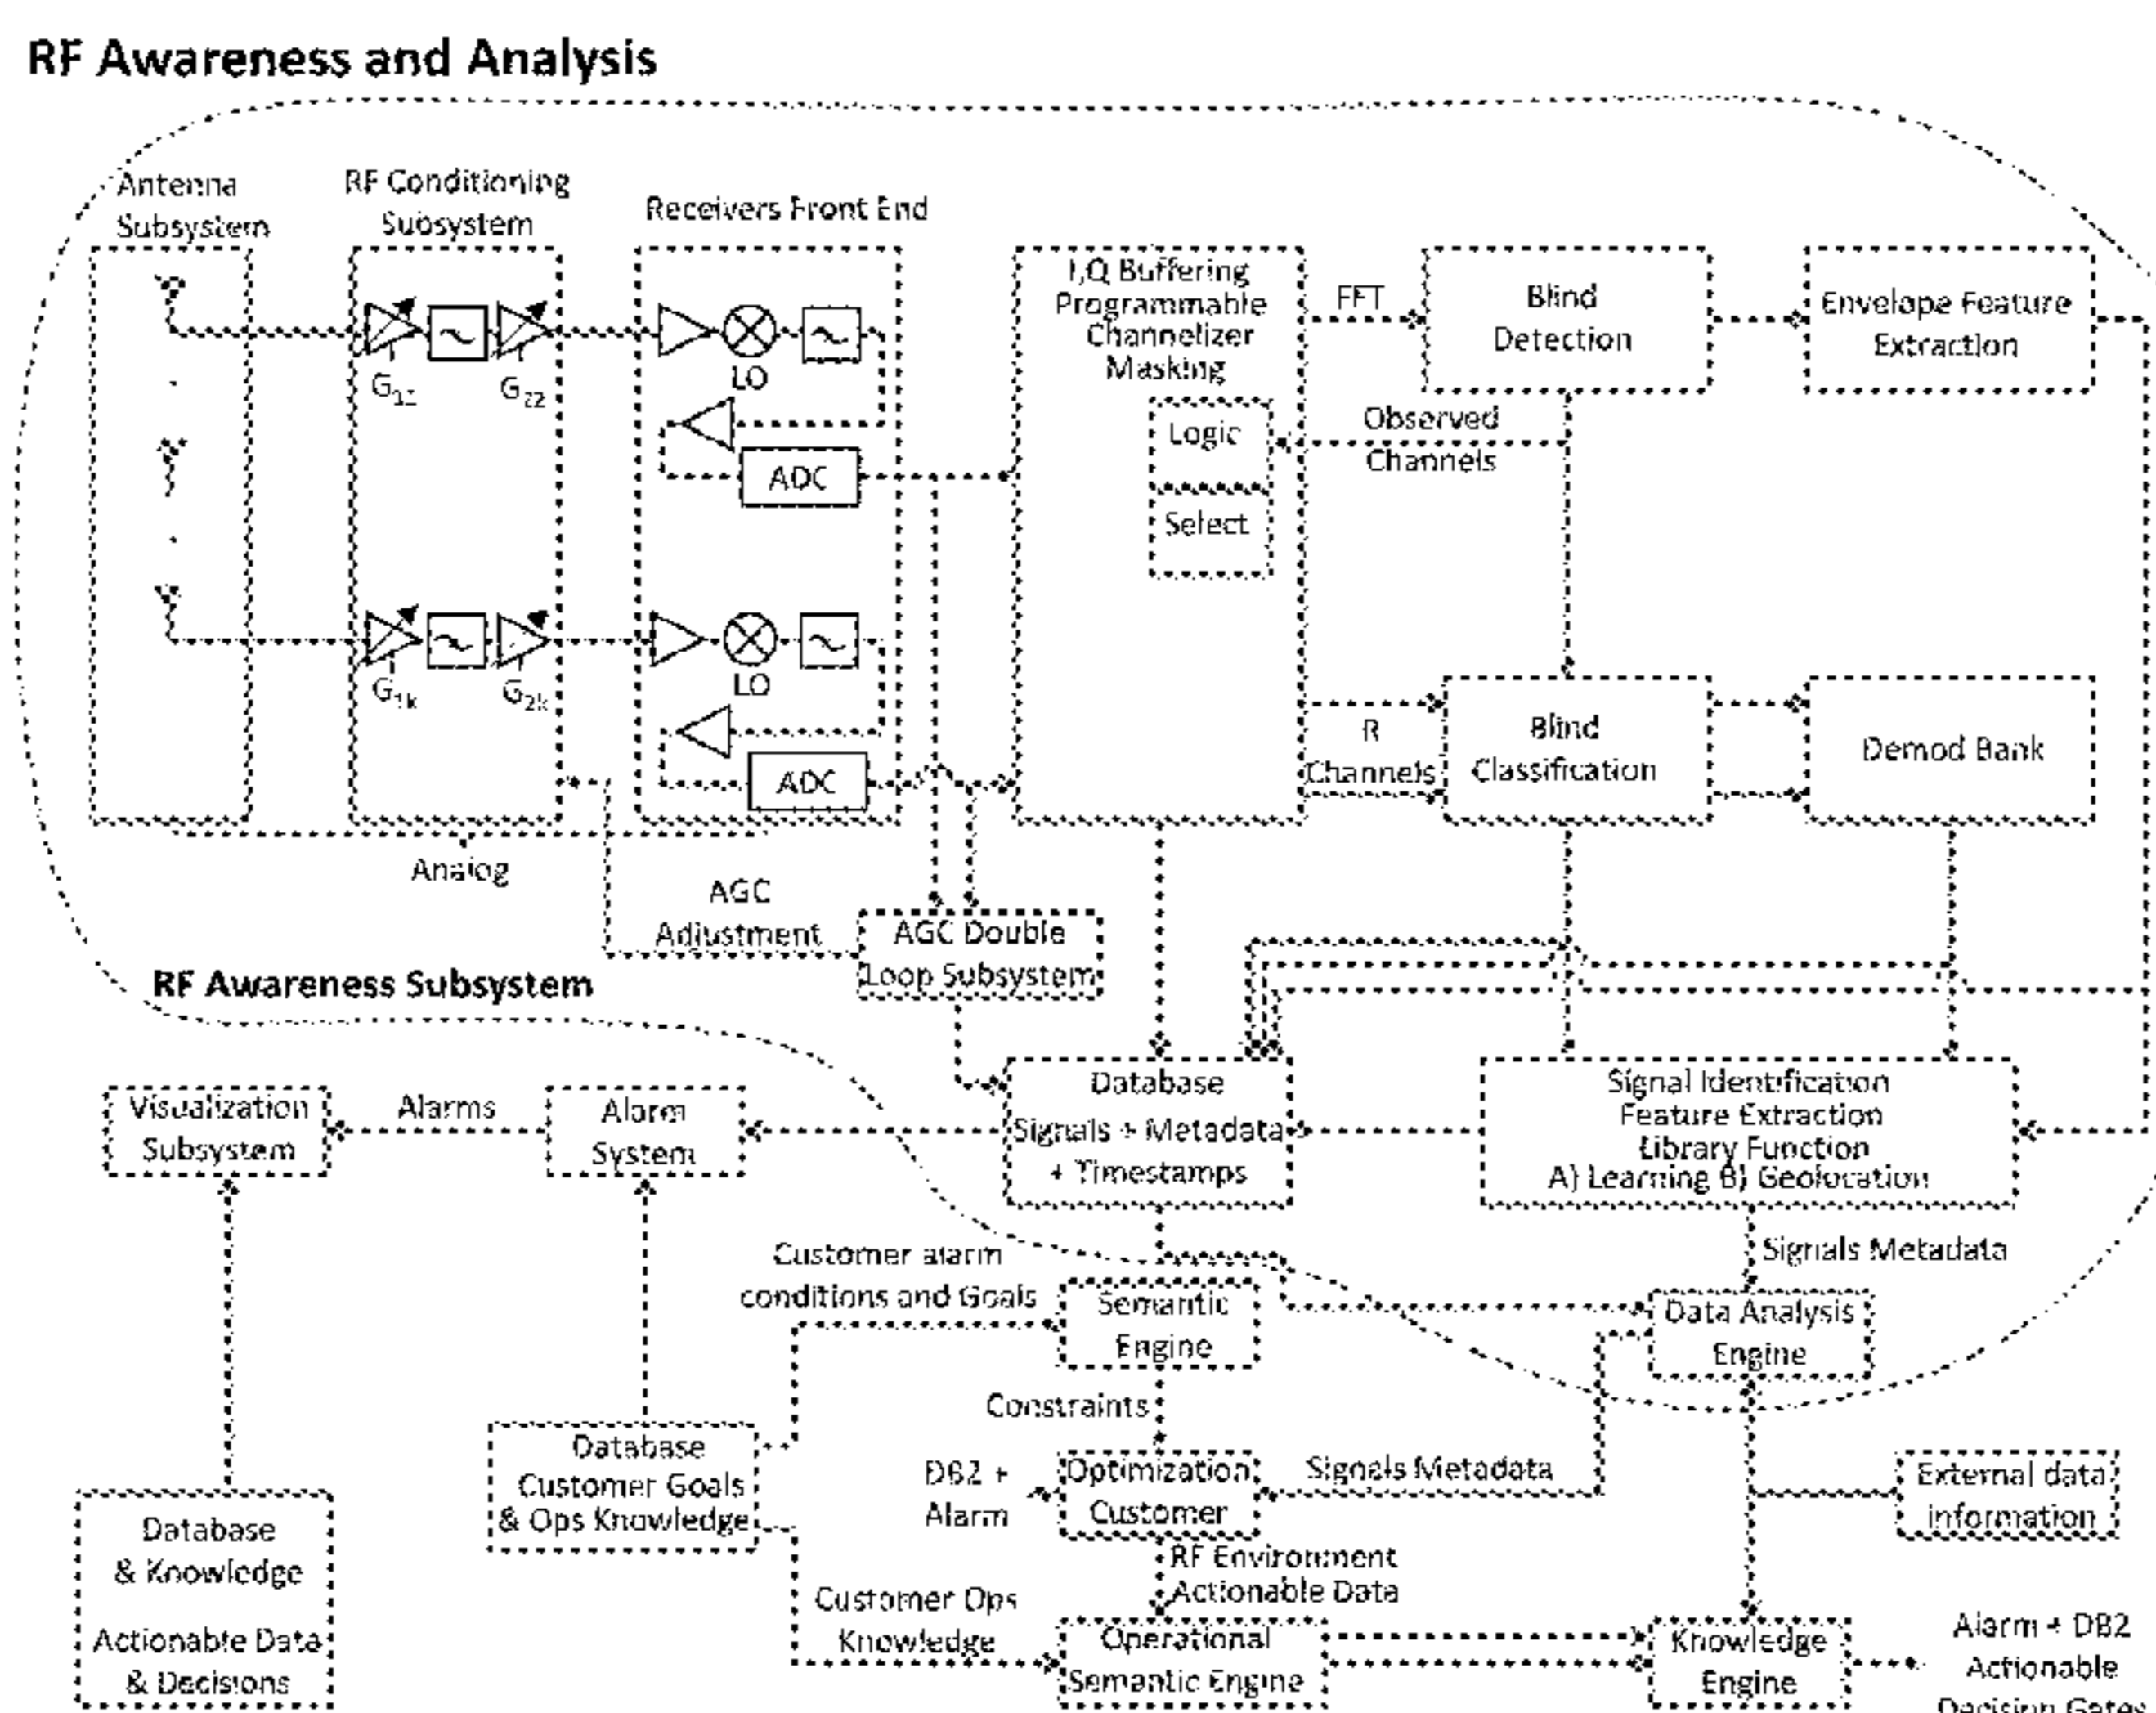 RF Awareness and Analysis
Antenna
Subsystem
RF Conditioning
Subsystem
Receivers Front End
G11
G22
LO
ADC
G1k
G2k
LO
ADC
Analog
I,Q Buffering
Programmable
Channelizer
Masking
Logic
Select
FFT
Blind
Detection
Envelope Feature
Extraction
Observed
Channels
R
Channels
Blind
Classification
Demod Bank
AGC
Adjustment
AGC Double
Loop Subsystem
RF Awareness Subsystem
Visualization
Subsystem
Alarms
Alarm
System
Database
Signals + Metadata
+ Timestamps
Signal Identification
Feature Extraction
Library Function
A) Learning B) Geolocation
Signals Metadata
Customer alarm
conditions and Goals
Semantic
Engine
Data Analysis
Engine
Constraints
Database
Customer Goals
& Ops Knowledge
DB2 +
Alarm
Optimization
Customer
Signals Metadata
External data
information
Database
& Knowledge
Actionable Data
& Decisions
RF Environment
Actionable Data
Customer Ops
Knowledge
Operational
Semantic Engine
Knowledge
Engine
Alarm + DB2
Actionable
Decision Gates